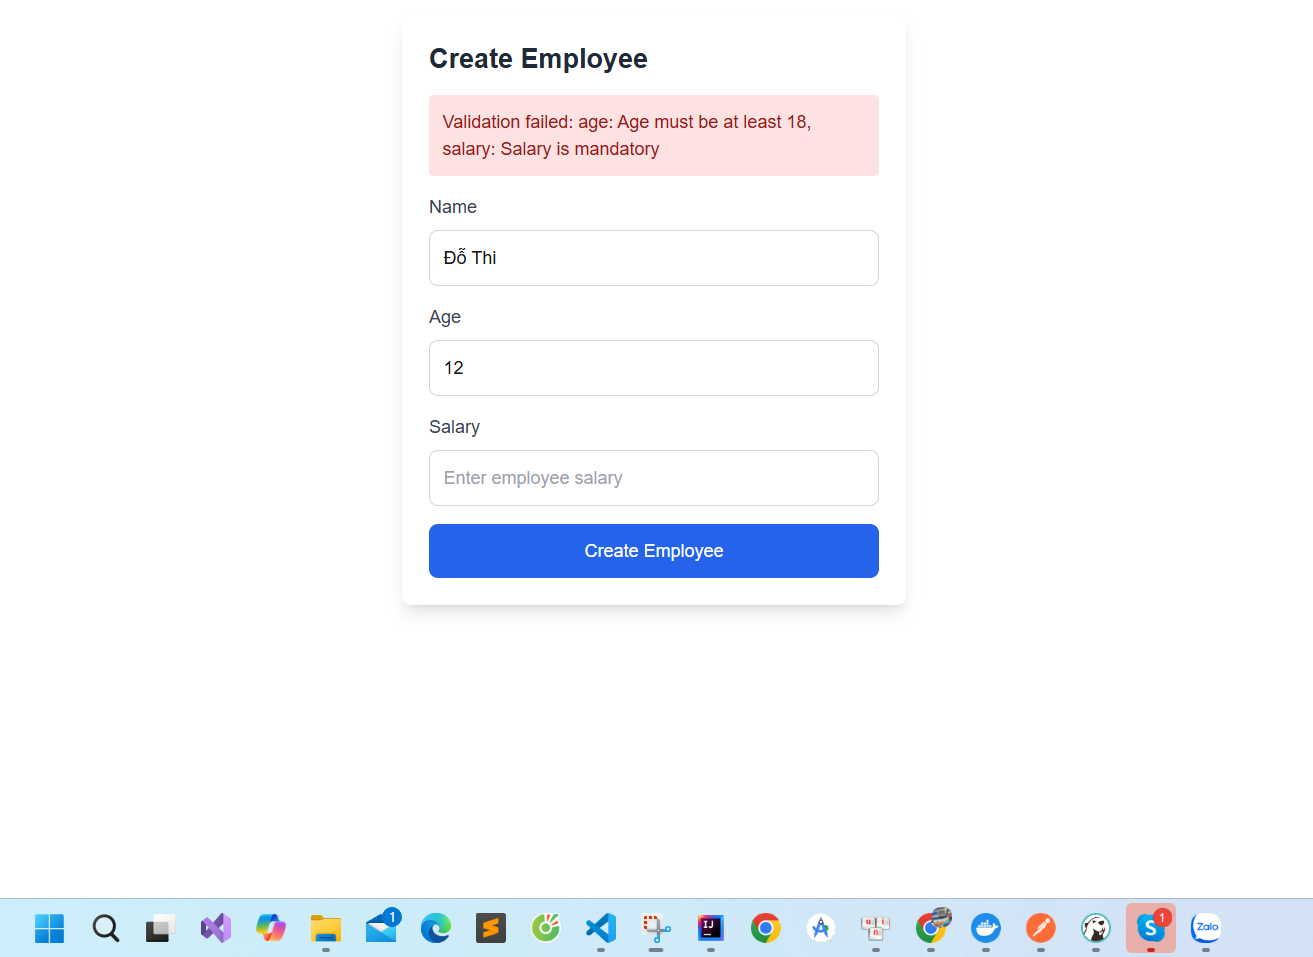 Create Employee
Validation failed: age: Age must be at least 18,
salary: Salary is mandatory
Name
Đỗ Thi
Age
12
Salary
Enter employee salary
Create Employee
1
IJ
1
S
Zalo